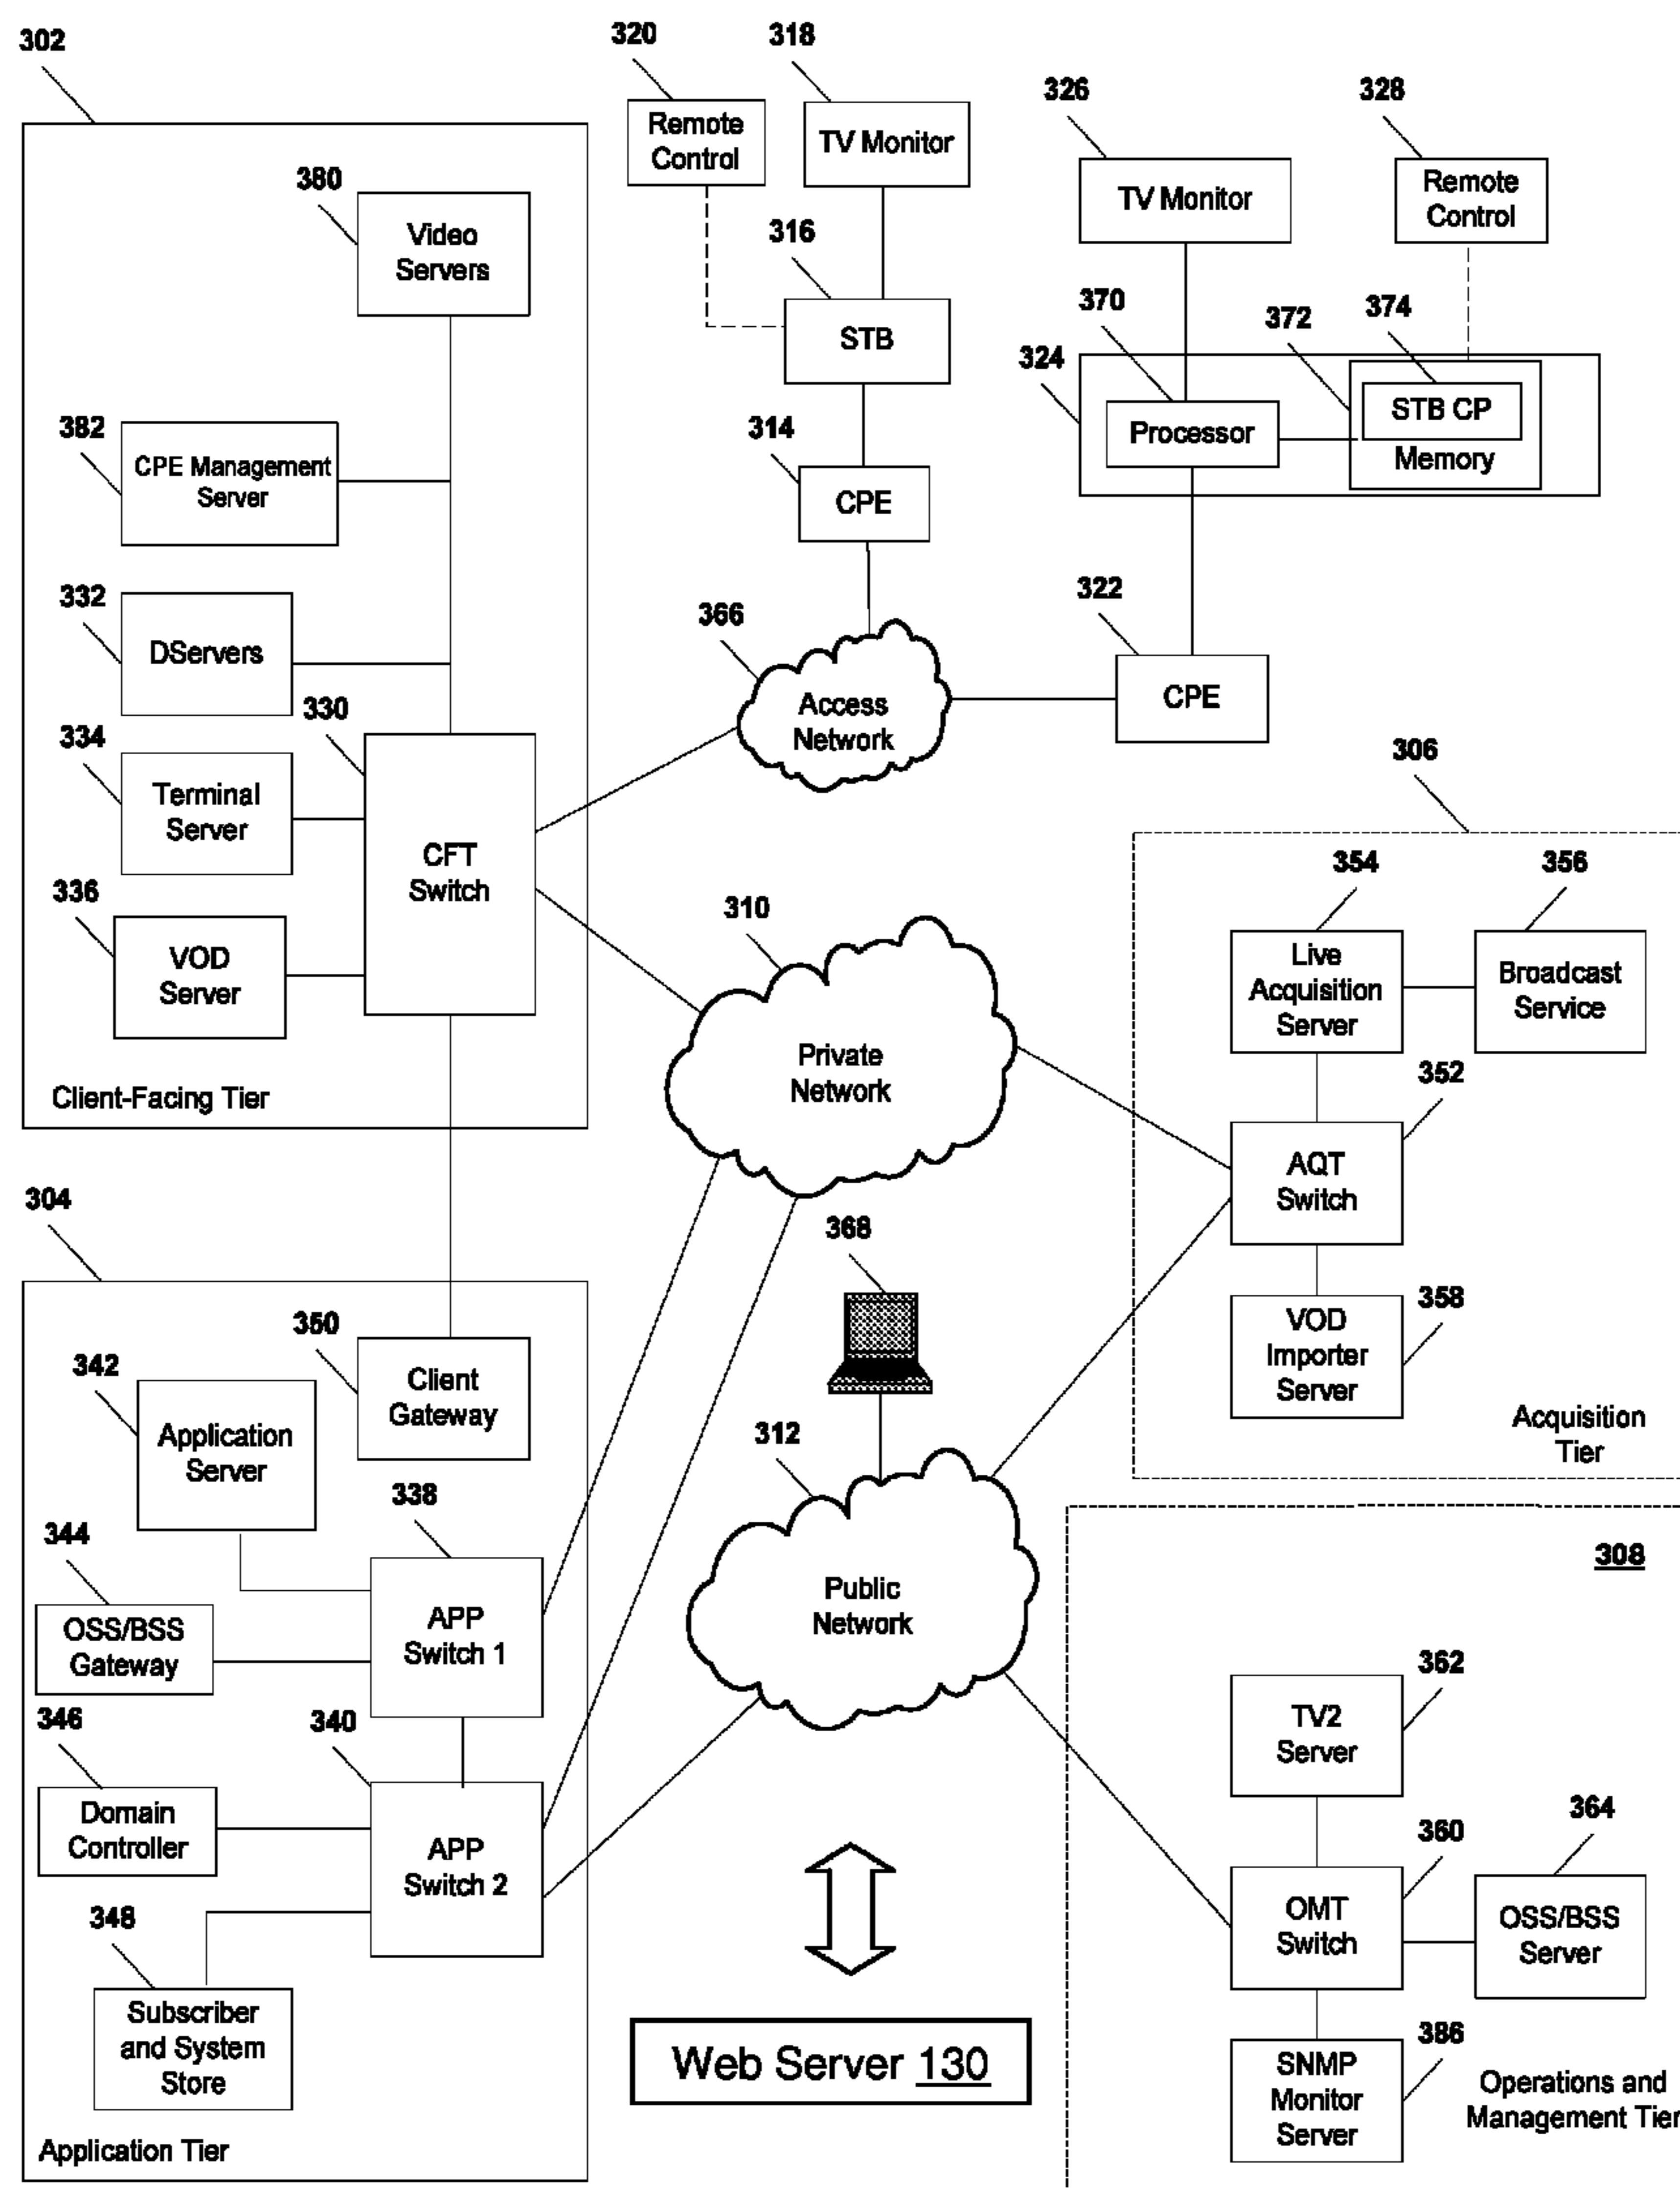 302
320
318
326
328
Remote
Control
TV Monitor
TV Monitor
Remote
Control
380
Video
Servers
316
STB
370
372
374
324
Processor
STB CP
Memory
382
CPE Management
Server
314
CPE
332
DServers
366
Access
Network
322
CPE
330
334
Terminal
Server
CFT
Switch
336
VOD
Server
Client-Facing Tier
310
Private
Network
306
354
356
Live
Acquisition
Server
Broadcast
Service
352
AQT
Switch
358
VOD
Importer
Server
Acquisition
Tier
304
350
Client
Gateway
342
Application
Server
338
344
OSS/BSS
Gateway
APP
Switch 1
346
340
Domain
Controller
APP
Switch 2
348
Subscriber
and System
Store
Application Tier
368
312
Public
Network
Web Server 130
308
362
TV2
Server
360
364
OMT
Switch
OSS/BSS
Server
386
SNMP
Monitor
Server
Operations and
Management Tier